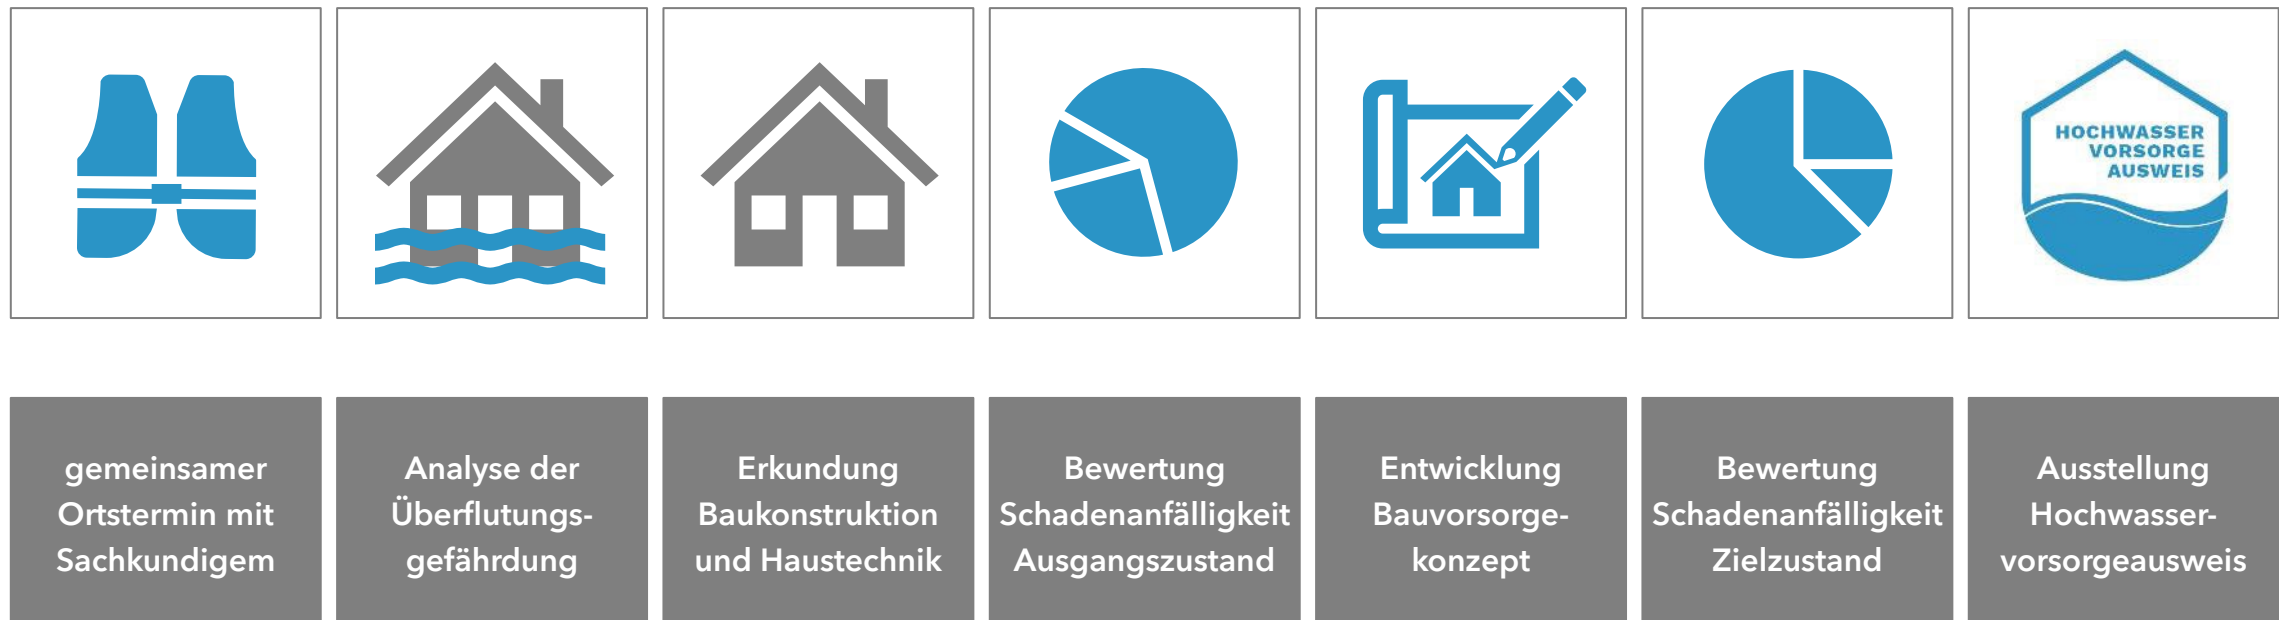 HOCHWASSER
VORSORGE
AUSWEIS
gemeinsamer
Ortstermin mit
Sachkundigem
Analyse der
Überflutungs-
gefährdung
Erkundung
Baukonstruktion
und Haustechnik
Bewertung
Schadenanfälligkeit
Ausgangszustand
Entwicklung
Bauvorsorge-
konzept
Bewertung
Schadenanfälligkeit
Zielzustand
Ausstellung
Hochwasser-
vorsorgeausweis